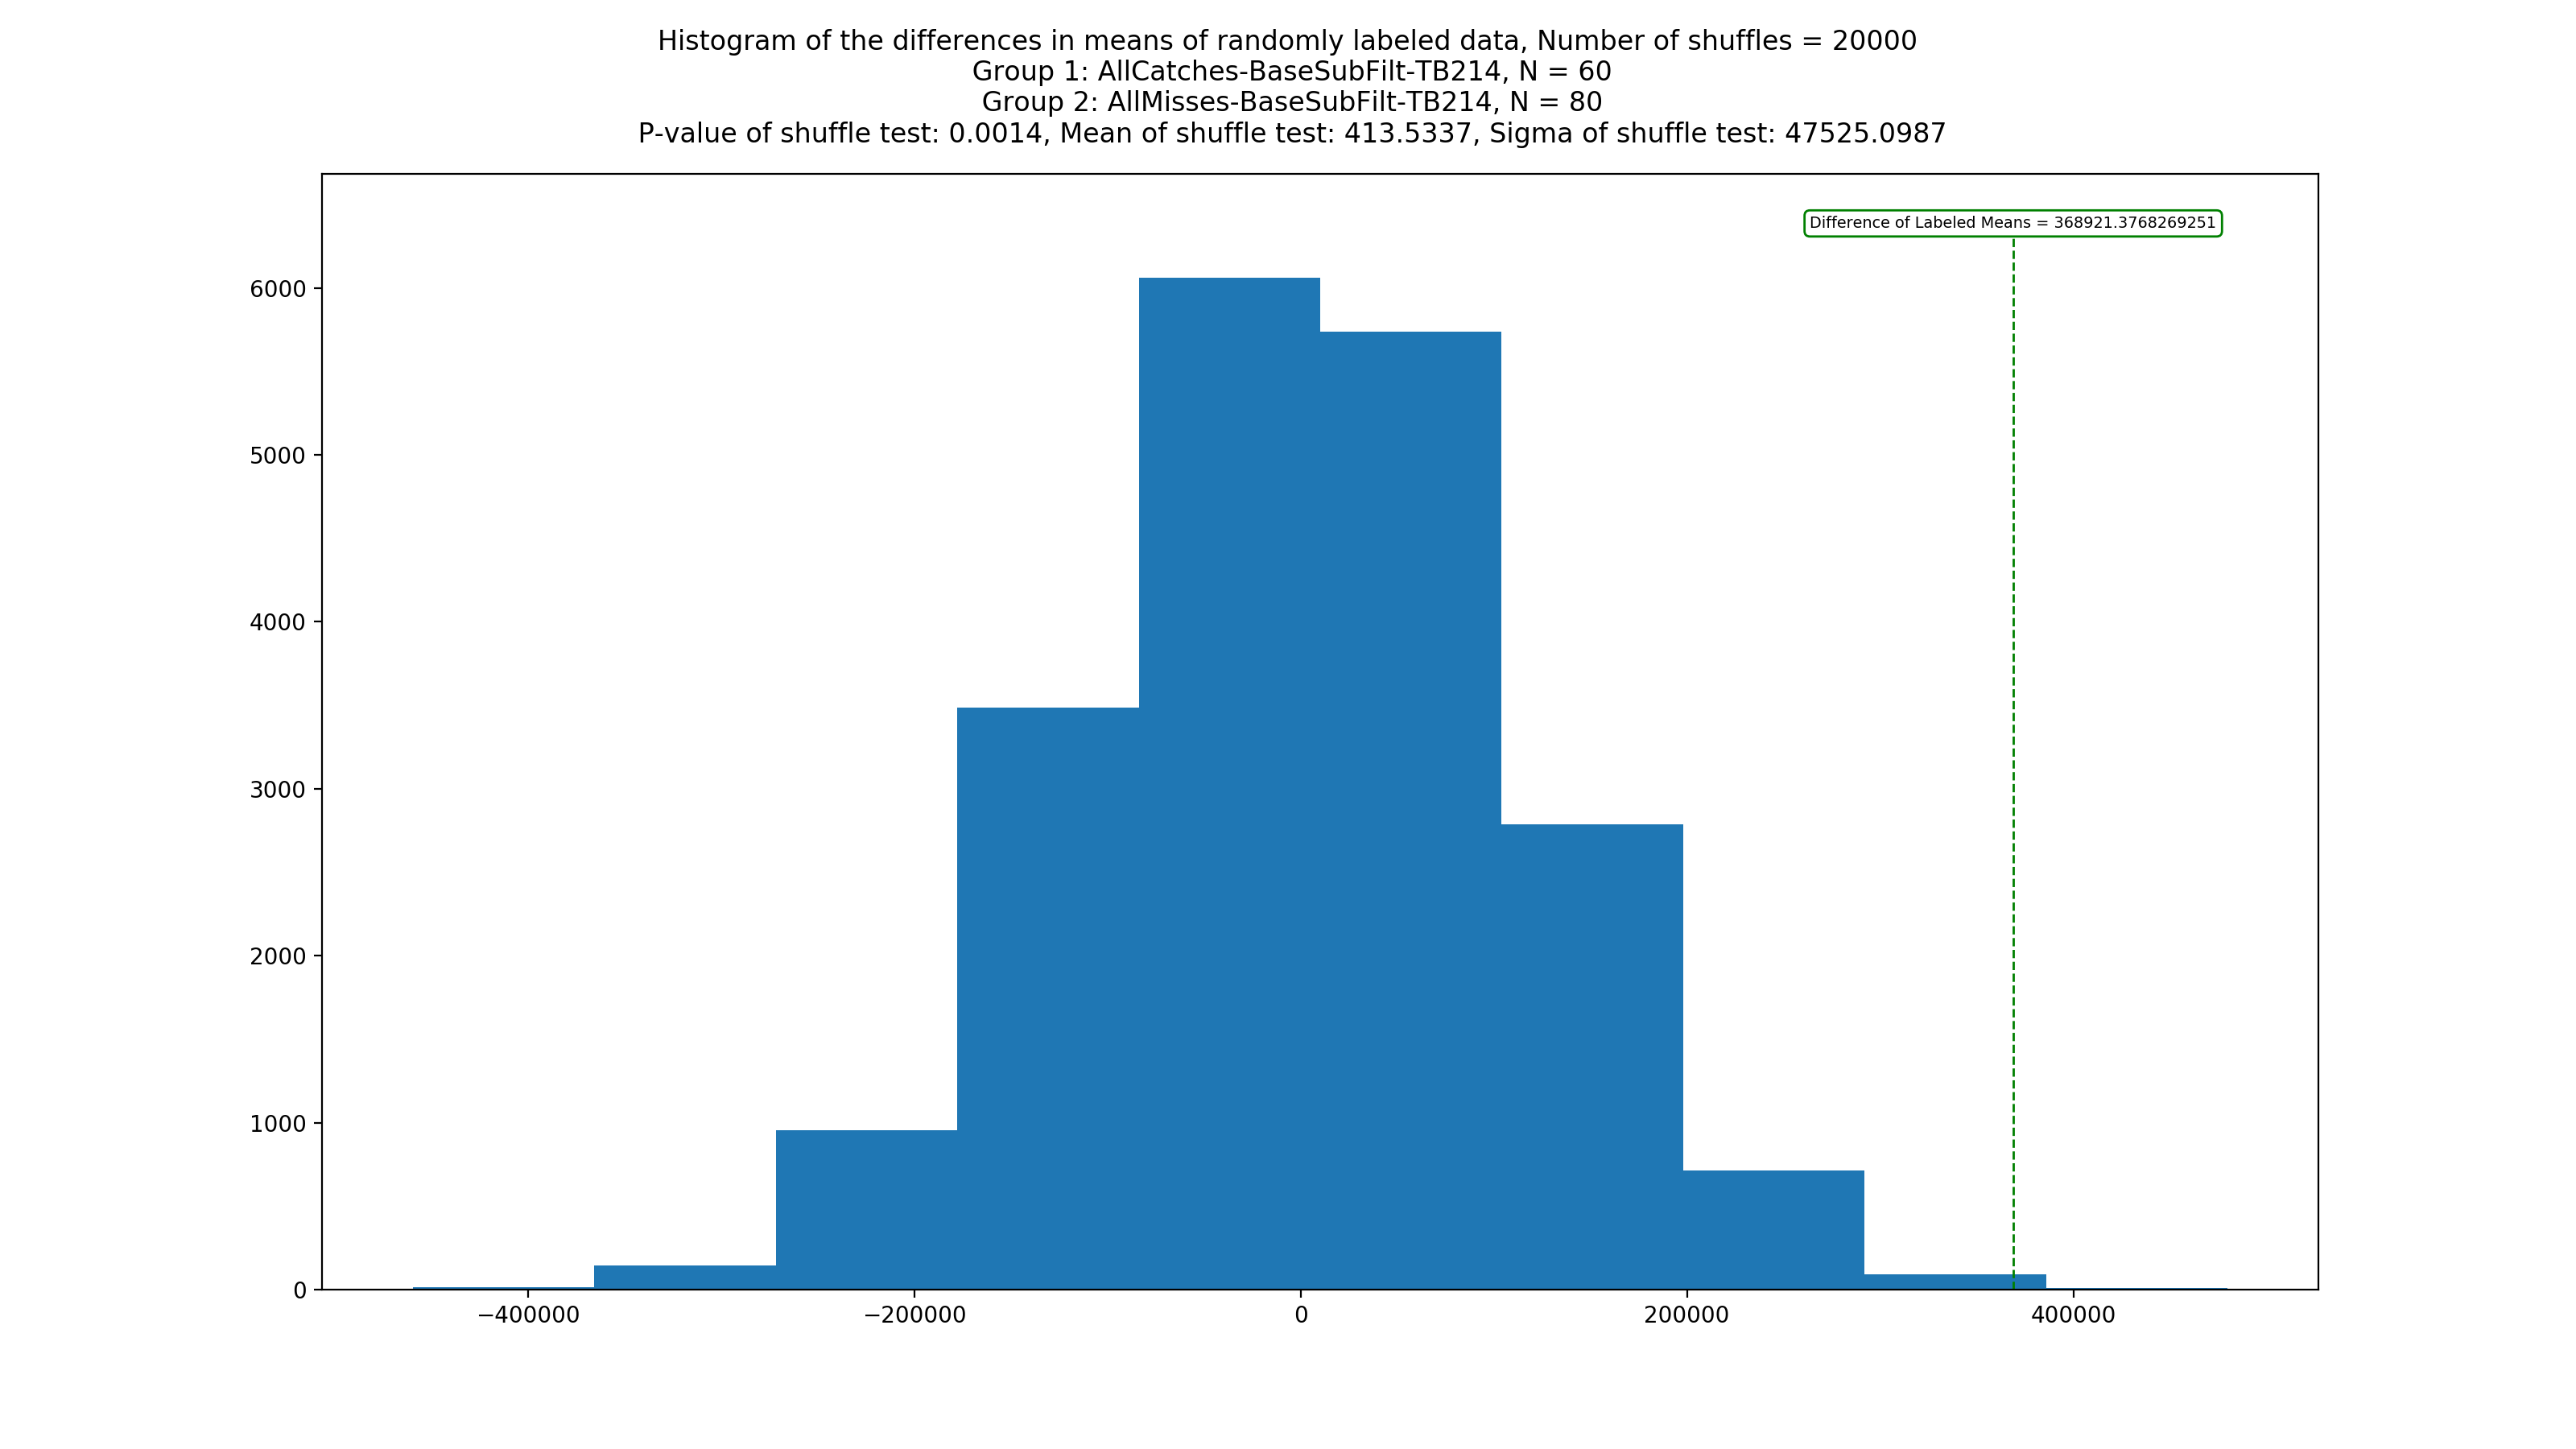 Histogram of the differences in means of randomly labeled data, Number of shuffles = 20000
Group 1: AllCatches-BaseSubFilt-TB214, N = 60
Group 2: AllMisses-BaseSubFilt-TB214, N = 80
P-value of shuffle test: 0.0014, Mean of shuffle test: 413.5337, Sigma of shuffle test: 47525.0987
Difference of Labeled Means = 368921.3768269251
6000
5000
4000
3000
2000
1000
0
−400000
−200000
0
200000
400000